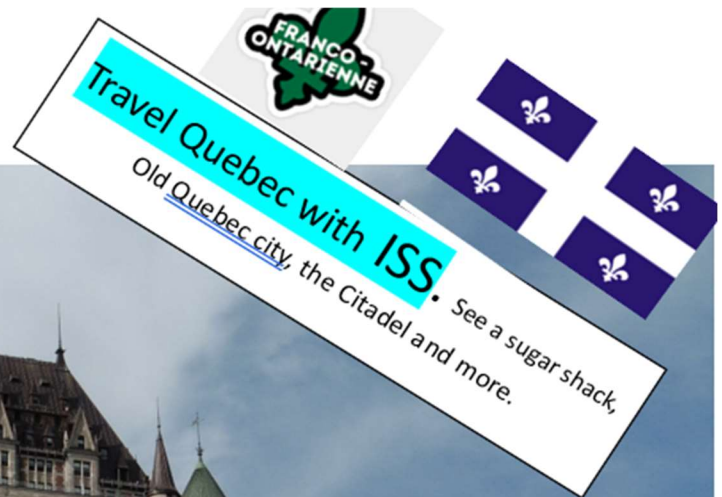 FRANCO-
ONTARIENNE
Travel Quebec with ISS. See a sugar shack,
Old Quebec city, the Citadel and more.